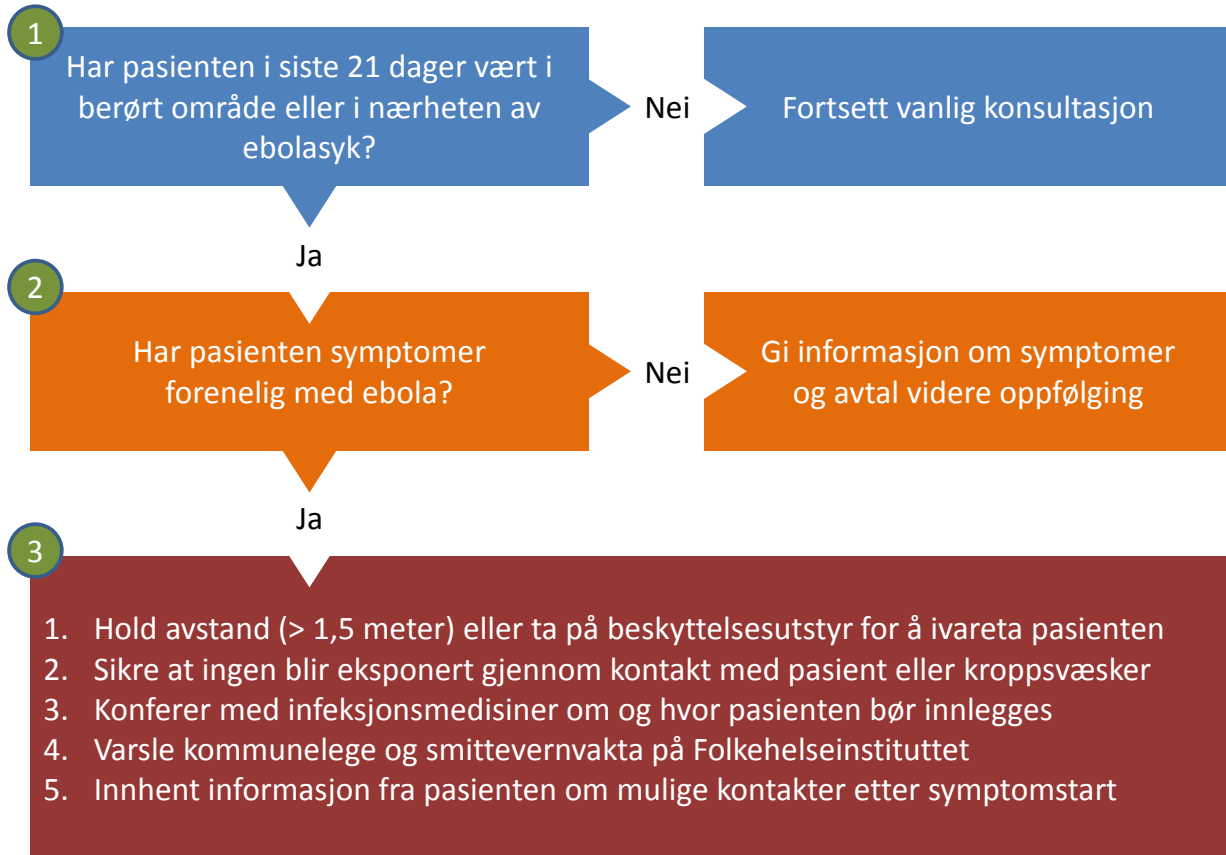 1
Har pasienten i siste 21 dager vært i
berørt område eller i nærheten av
ebolasyk?
Nei
Fortsett vanlig konsultasjon
Ja
2
Har pasienten symptomer
forenelig med ebola?
Nei
Gi informasjon om symptomer
og avtal videre oppfølging
Ja
3
1. Hold avstand (> 1,5 meter) eller ta på beskyttelsesutstyr for å ivareta pasienten
2. Sikre at ingen blir eksponert gjennom kontakt med pasient eller kroppsvæsker
3. Konferer med infeksjonsmedisiner om og hvor pasienten bør innlegges
4. Varsle kommunelege og smittevernvakta på Folkehelseinstituttet
5. Innhent informasjon fra pasienten om mulige kontakter etter symptomstart